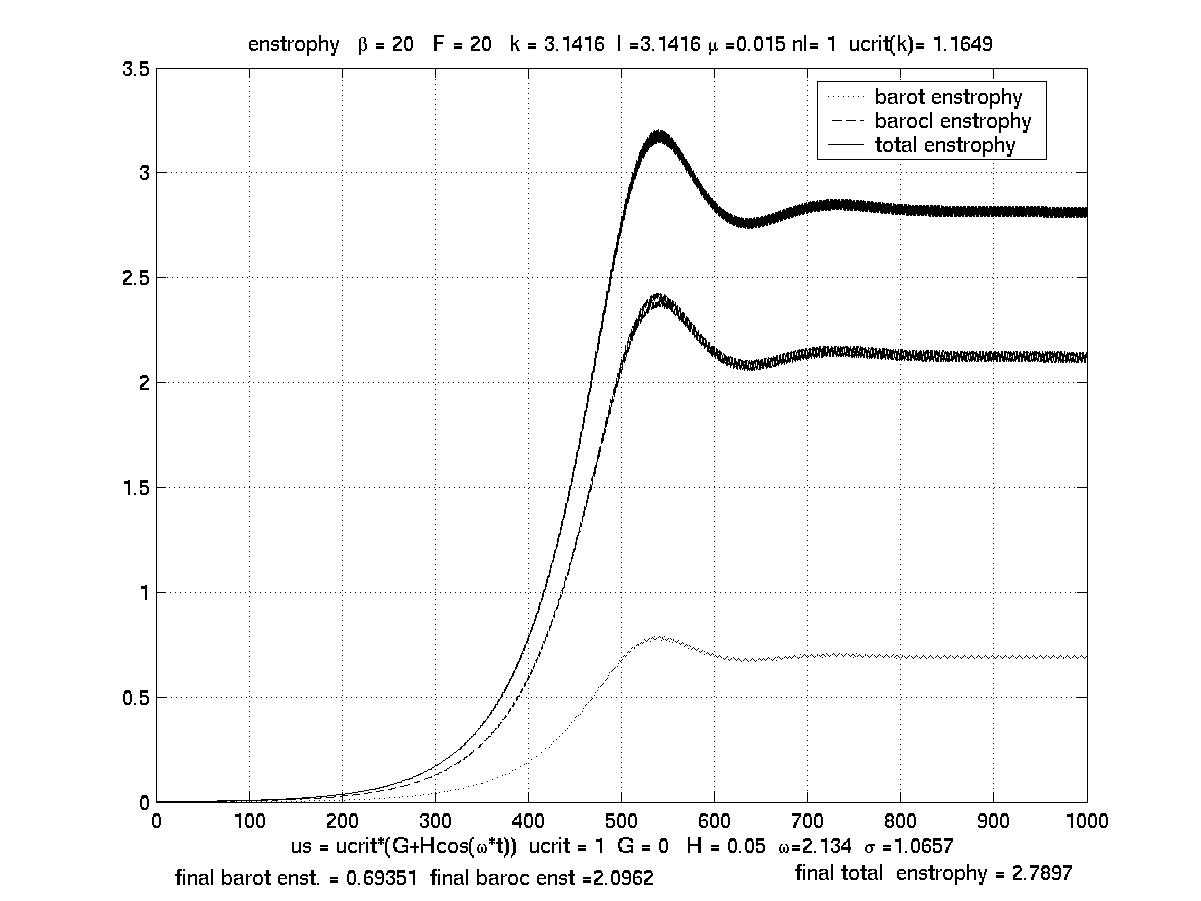 enstrophy β = 20 F = 20 k = 3.1416 l =3.1416 μ =0.015 nl= 1 ucrit(k)= 1.1649
3.5
3
2.5
2
1.5
1
0.5
0
barot enstrophy
barocl enstrophy
total enstrophy
0 100 200 300 400 500 600 700 800 900 1000
us = ucrit*(G+Hcos(ω*t)) ucrit = 1 G = 0 H = 0.05 ω=2.134 σ =1.0657
final barot enst. = 0.69351 final baroc enst =2.0962
final total enstrophy = 2.7897